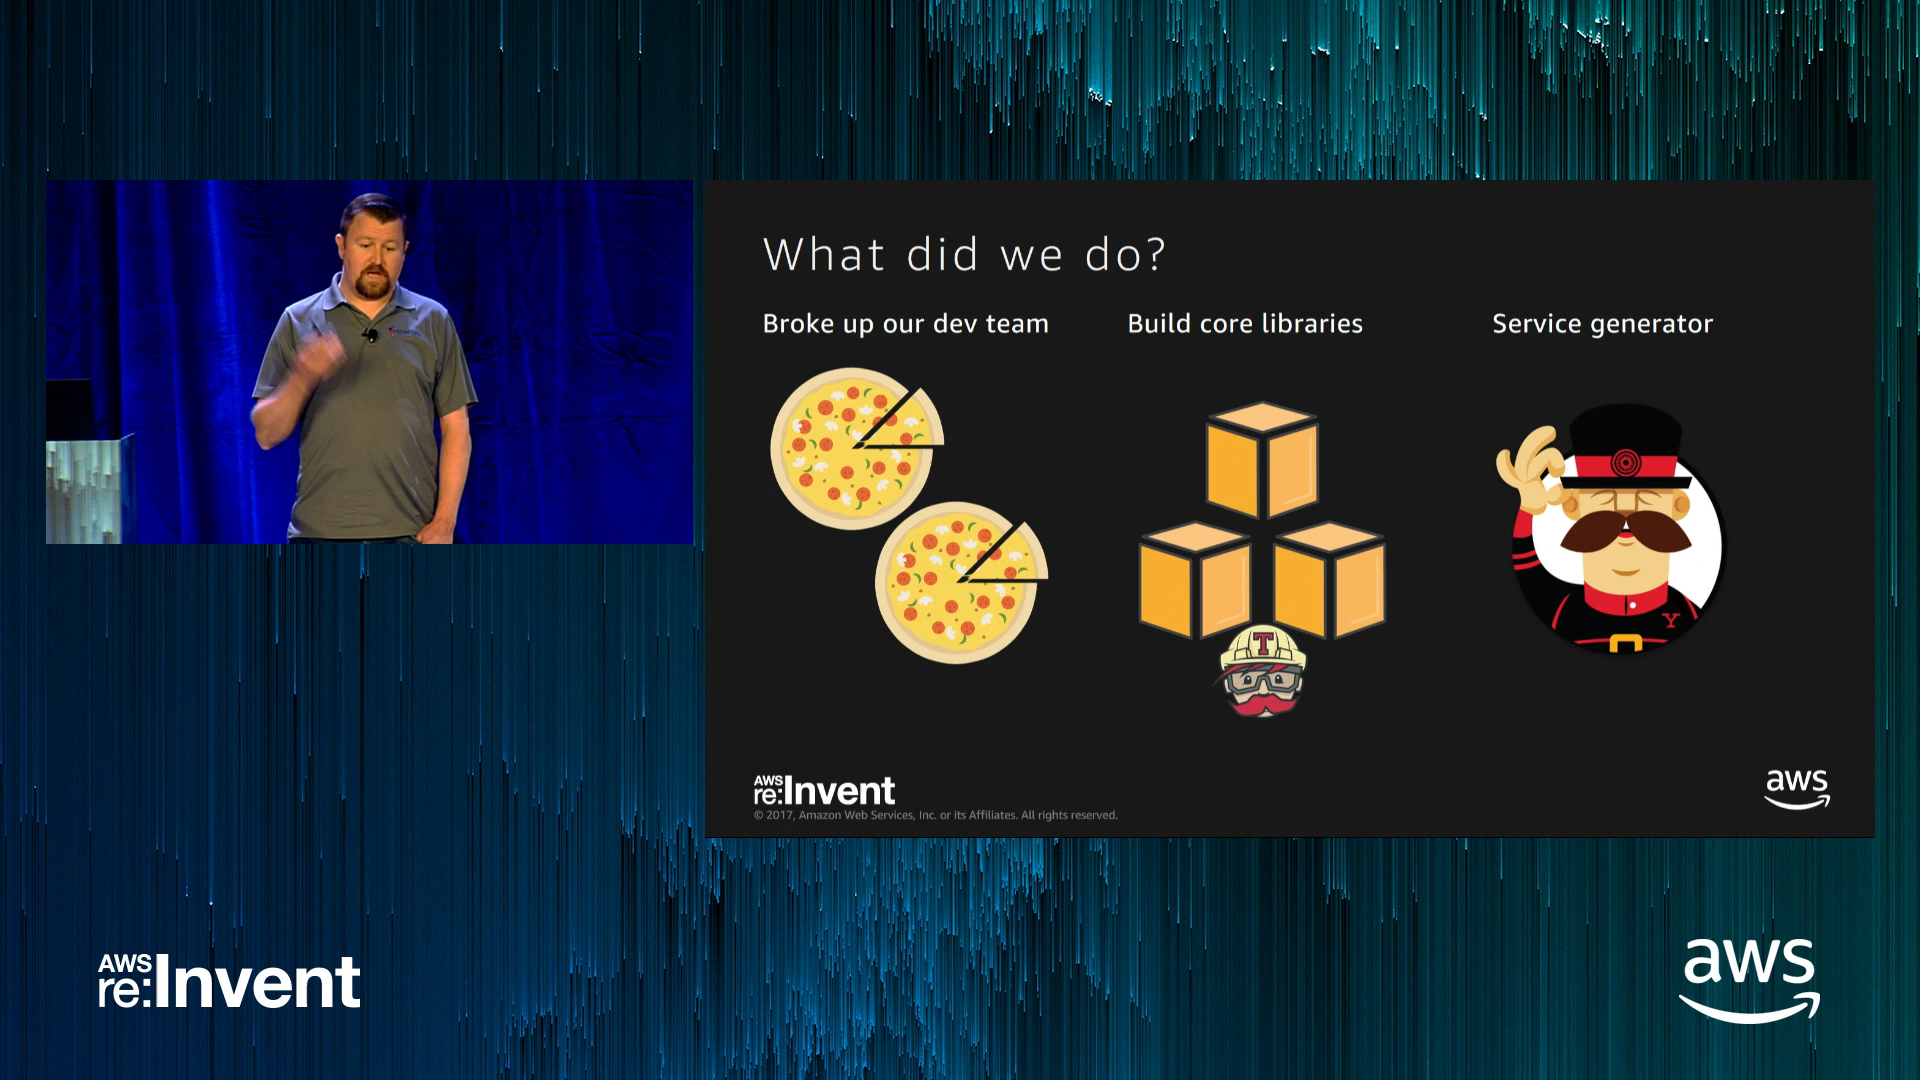 What did we do?
Broke up our dev team
Build core libraries
Service generator
T
Y
AWS
re:Invent
© 2017, Amazon Web Services, Inc. or its Affiliates. All rights reserved.
aws
AWS
re:Invent
aws